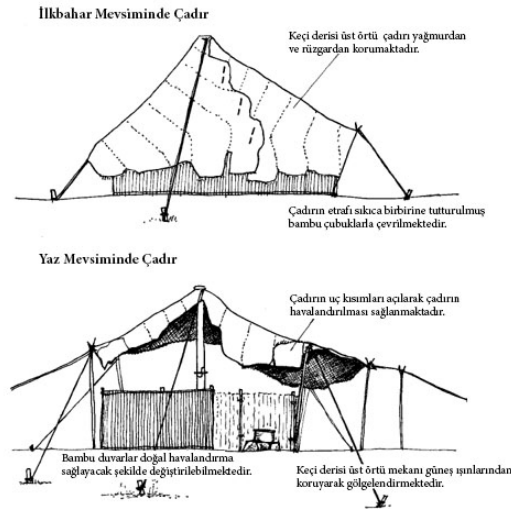 İlkbahar Mevsiminde Çadır
Keçi derisi üst örtü çadırı yağmurdan
ve rüzgardan korumaktadır.
Çadırın etrafı sıkıca birbirine tutturulmuş
bambu çubuklarla çevrilmektedir.
Yaz Mevsiminde Çadır
Çadırın uç kısımları açılarak çadırın
havalandırılması sağlanmaktadır.
Bambu duvarlar doğal havalandırma
sağlayacak şekilde değiştirilebilmektedir.
Keçi derisi üst örtü mekanı güneş ışınlarından
koruyarak gölgelendirmektedir.